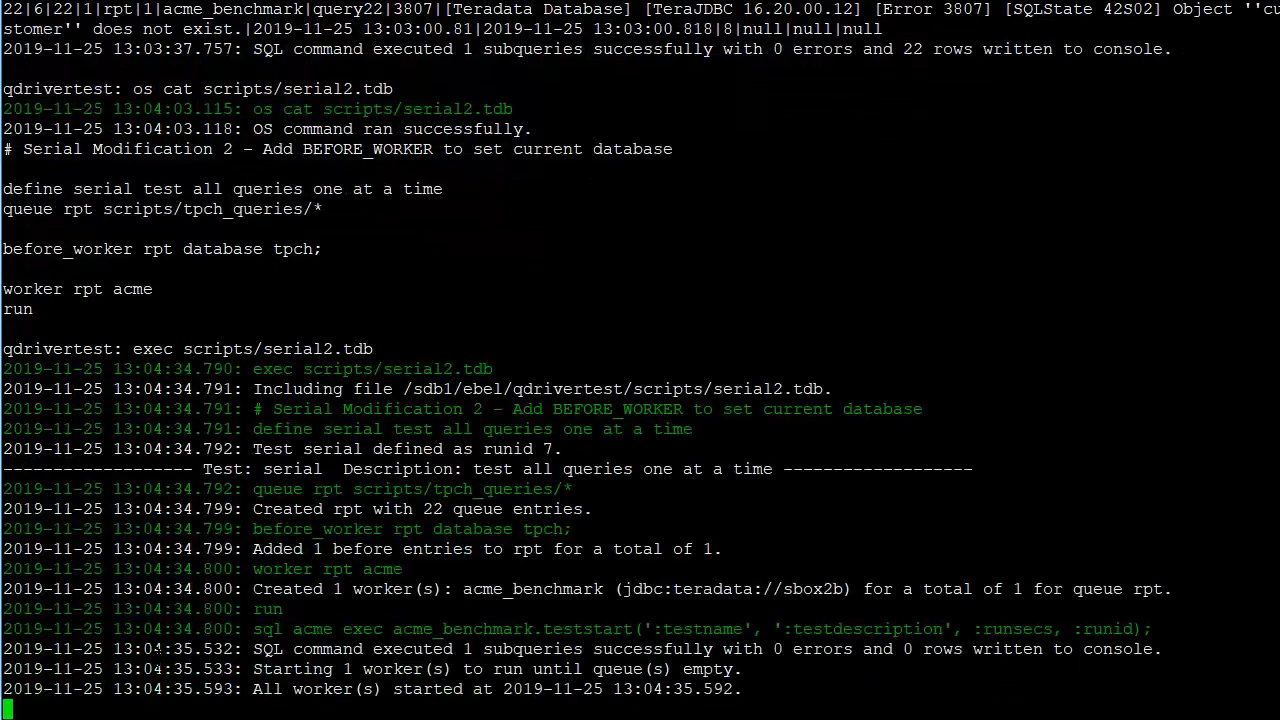 22|6|22|1|rpt|1|acme_benchmark|query22|3807|[Teradata Database] [TeraJDBC 16.20.00.12] [Error 3807] [SQLState 42S02] Object ''cu
stomer'' does not exist.|2019-11-25 13:03:00.81|2019-11-25 13:03:00.818|8|null|null|null
2019-11-25 13:03:37.757: SQL command executed 1 subqueries successfully with 0 errors and 22 rows written to console.
qdrivertest: os cat scripts/serial2.tdb
2019-11-25 13:04:03.115: os cat scripts/serial2.tdb
2019-11-25 13:04:03.118: OS command ran successfully.
# Serial Modification 2 - Add BEFORE_WORKER to set current database
define serial test all queries one at a time
queue rpt scripts/tpch_queries/*
before_worker rpt database tpch;
worker rpt acme
run
qdrivertest: exec scripts/serial2.tdb
2019-11-25 13:04:34.790: exec scripts/serial2.tdb
2019-11-25 13:04:34.791: Including file /sdb1/ebel/qdrivertest/scripts/serial2.tdb.
2019-11-25 13:04:34.791: # Serial Modification 2 - Add BEFORE_WORKER to set current database
2019-11-25 13:04:34.791: define serial test all queries one at a time
2019-11-25 13:04:34.792: Test serial defined as runid 7.
------------------- Test: serial  Description: test all queries one at a time -------------------
2019-11-25 13:04:34.792: queue rpt scripts/tpch_queries/*
2019-11-25 13:04:34.799: Created rpt with 22 queue entries.
2019-11-25 13:04:34.799: before_worker rpt database tpch;
2019-11-25 13:04:34.799: Added 1 before entries to rpt for a total of 1.
2019-11-25 13:04:34.800: worker rpt acme
2019-11-25 13:04:34.800: Created 1 worker(s): acme_benchmark (jdbc:teradata://sbox2b) for a total of 1 for queue rpt.
2019-11-25 13:04:34.800: run
2019-11-25 13:04:34.800: sql acme exec acme_benchmark.teststart(':testname', ':testdescription', :runsecs, :runid);
2019-11-25 13:04:35.532: SQL command executed 1 subqueries successfully with 0 errors and 0 rows written to console.
2019-11-25 13:04:35.533: Starting 1 worker(s) to run until queue(s) empty.
2019-11-25 13:04:35.593: All worker(s) started at 2019-11-25 13:04:35.592.